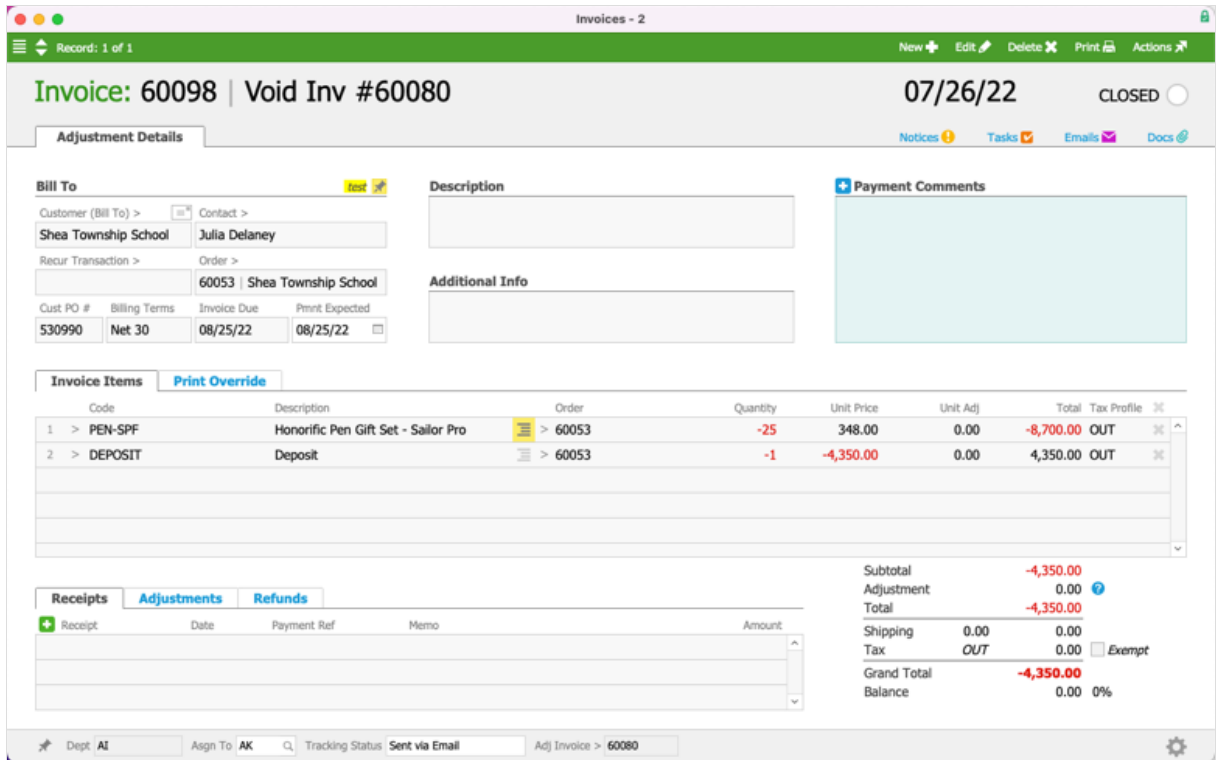 Invoices - 2
Record: 1 of 1 New Edit Delete Print Actions
Invoice: 60098 | Void Inv #60080 07/26/22 CLOSED
Adjustment Details Notices Tasks Emails Docs
Bill To test Description Payment Comments
Customer (Bill To) > Contact >
Shea Township School Julia Delaney
Recur Transaction > Order >
60053 | Shea Township School Additional Info
Cust PO # Billing Terms Invoice Due Pmnt Expected
530990 Net 30 08/25/22 08/25/22
Invoice Items Print Override
Code Description Order Quantity Unit Price Unit Adj Total Tax Profile
1 > PEN-SPF Honorific Pen Gift Set - Sailor Pro > 60053 -25 348.00 0.00 -8,700.00 OUT
2 > DEPOSIT Deposit > 60053 -1 -4,350.00 0.00 4,350.00 OUT
Subtotal -4,350.00
Adjustment 0.00 ?
Total -4,350.00
Shipping 0.00 0.00
Tax OUT 0.00 Exempt
Grand Total -4,350.00
Balance 0.00 0%
Receipts Adjustments Refunds
Receipt Date Payment Ref Memo Amount
Dept AI Asgn To AK Tracking Status Sent via Email Adj Invoice > 60080